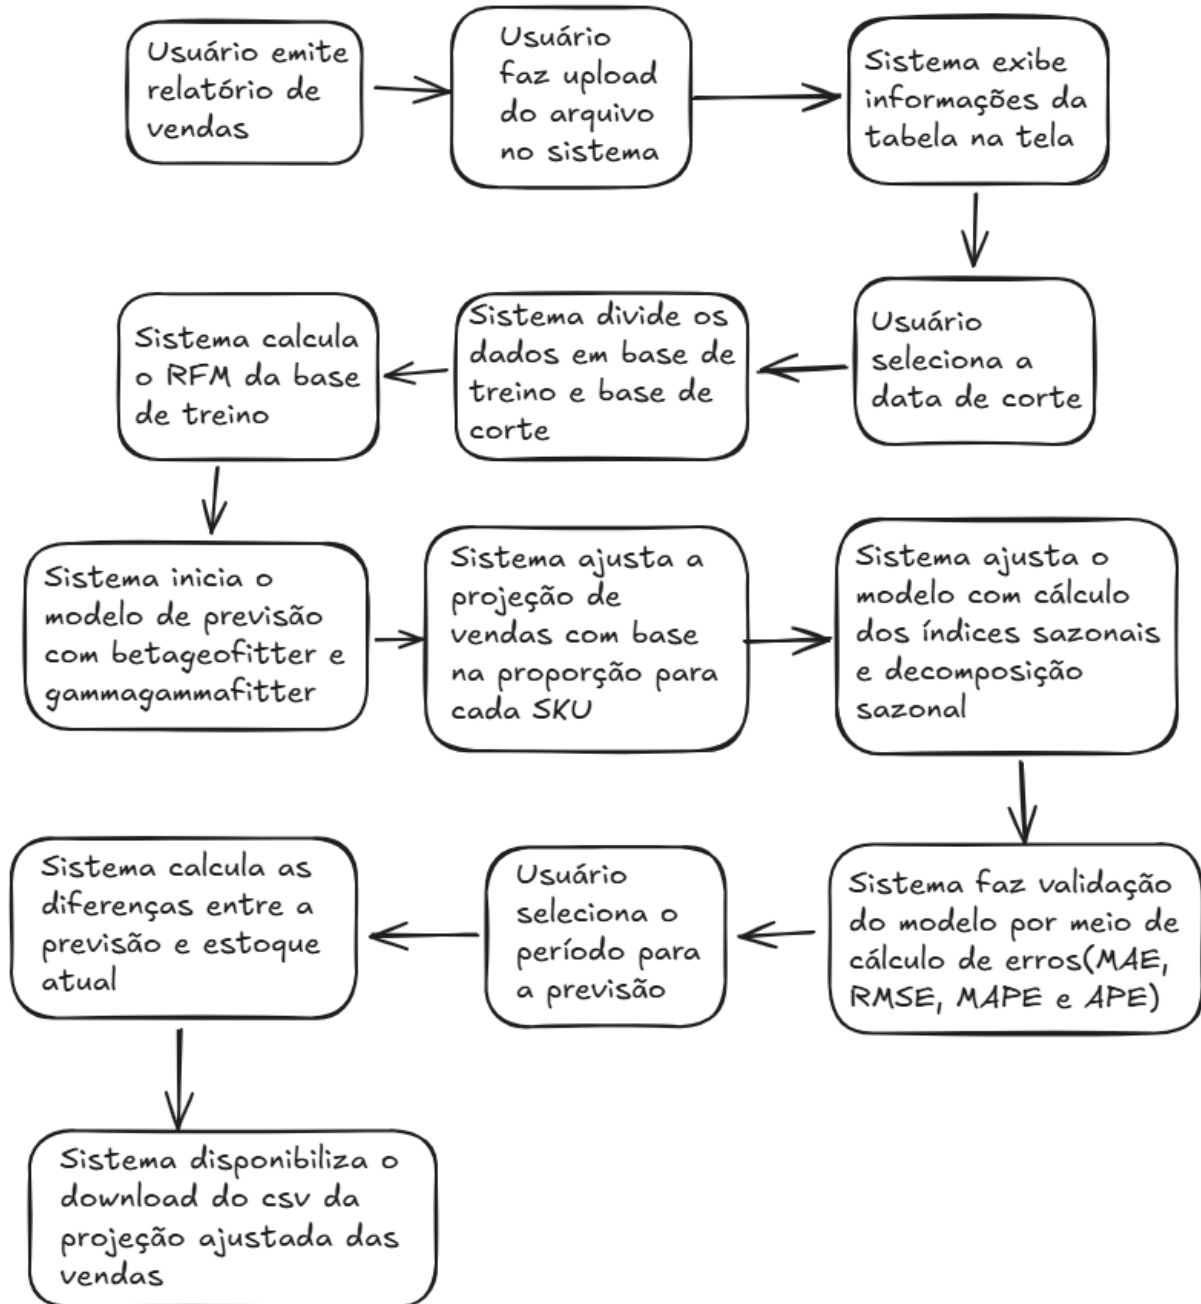 Usuário emite
relatório de
vendas
Usuário
faz upload
do arquivo
no sistema
Sistema exibe
informações da
tabela na tela
Usuário
seleciona a
data de corte
Sistema divide os
dados em base de
treino e base de
corte
Sistema calcula
o RFM da base
de treino
Sistema inicia o
modelo de previsão
com betageofitter e
gammagammafitter
Sistema ajusta a
projeção de
vendas com base
na proporção para
cada SKU
Sistema ajusta o
modelo com cálculo
dos índices sazonais
e decomposição
sazonal
Sistema faz validação
do modelo por meio de
cálculo de erros(MAE,
RMSE, MAPE e APE)
Usuário
seleciona o
período para
a previsão
Sistema calcula as
diferenças entre a
previsão e estoque
atual
Sistema disponibiliza o
download do csv da
projeção ajustada das
vendas